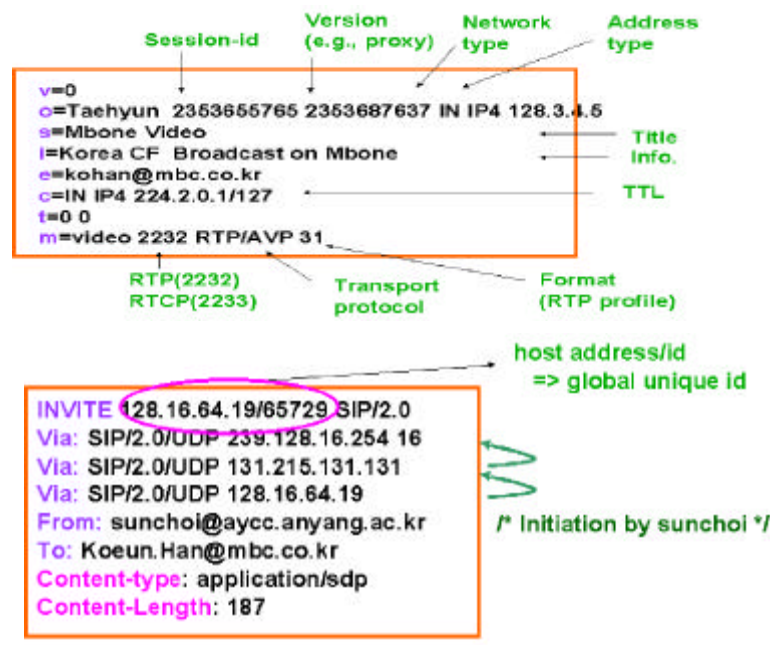 Session-id Version Network Address
(e.g., proxy) type type
v=0
o=Taehyun 2353655765 2353687637 IN IP4 128.3.4.5
s=Mbone Video
i=Korea CF Broadcast on Mbone
e=kohan@mbc.co.kr
c=IN IP4 224.2.0.1/127
t=0 0
m=video 2232 RTP/AVP 31
Title
Info.
TTL
RTP(2232)
RTCP(2233)
Transport
protocol
Format
(RTP profile)
host address/id
=> global unique id
INVITE 128.16.64.19/65729 SIP/2.0
Via: SIP/2.0/UDP 239.128.16.254 16
Via: SIP/2.0/UDP 131.215.131.131
Via: SIP/2.0/UDP 128.16.64.19
From: sunchoi@aycc.anyang.ac.kr
To: Koeun.Han@mbc.co.kr
Content-type: application/sdp
Content-Length: 187
/* Initiation by sunchoi */